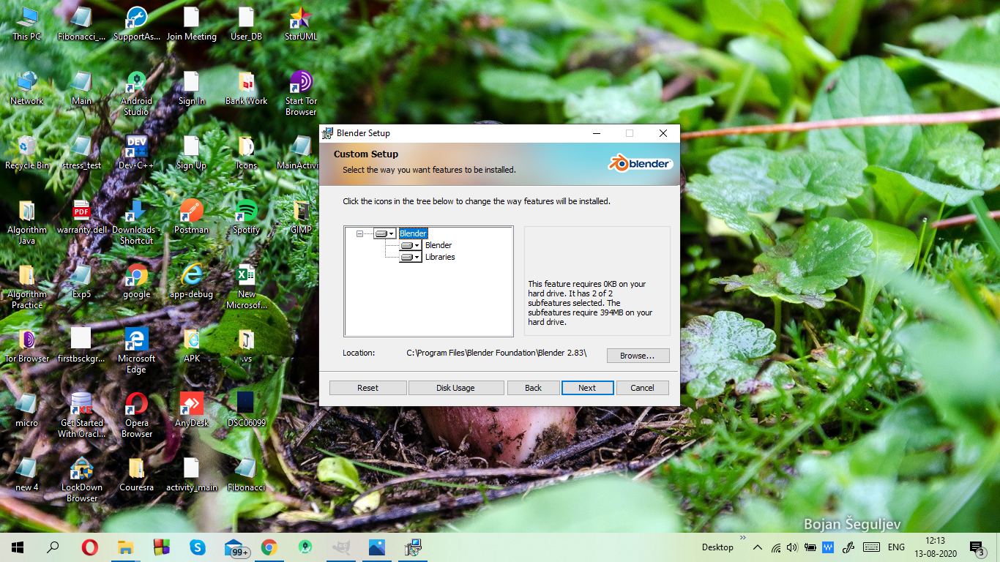 This PC
Fibonacci_...
SupportAs...
Join Meeting
User_DB
StarUML
Network
Main
Android
Studio
Sign In
Bank Work
Start Tor
Browser
Recycle Bin
stress_test
DEV
Dev-C++
Sign Up
Icons
MainActivi
Algorithm
Java
PDF
warranty dell
Downloads -
Shortcut
Postman
Spotify
GIMP
Algorithm
Practice
Exp5
google
app-debug
New
Microsof...
Tor Browser
firstbsckgr...
Microsoft
Edge
APK
.vs
micro
Get Started
With Oracl...
Opera
Browser
AnyDesk
DSC06099
new 4
LockDown
Browser
Couresra
activity_main
Fibonacci
Blender Setup
Custom Setup
Select the way you want features to be installed.
blender
Click the icons in the tree below to change the way features will be installed.
Blender
Blender
Libraries
This feature requires 0KB on your
hard drive. It has 2 of 2
subfeatures selected. The
subfeatures require 394MB on your
hard drive.
Location:
C:\Program Files\Blender Foundation\Blender 2.83\
Browse...
Reset
Disk Usage
Back
Next
Cancel
Bojan Šeguljev
99+
Desktop
ENG
12:13
13-08-2020
3